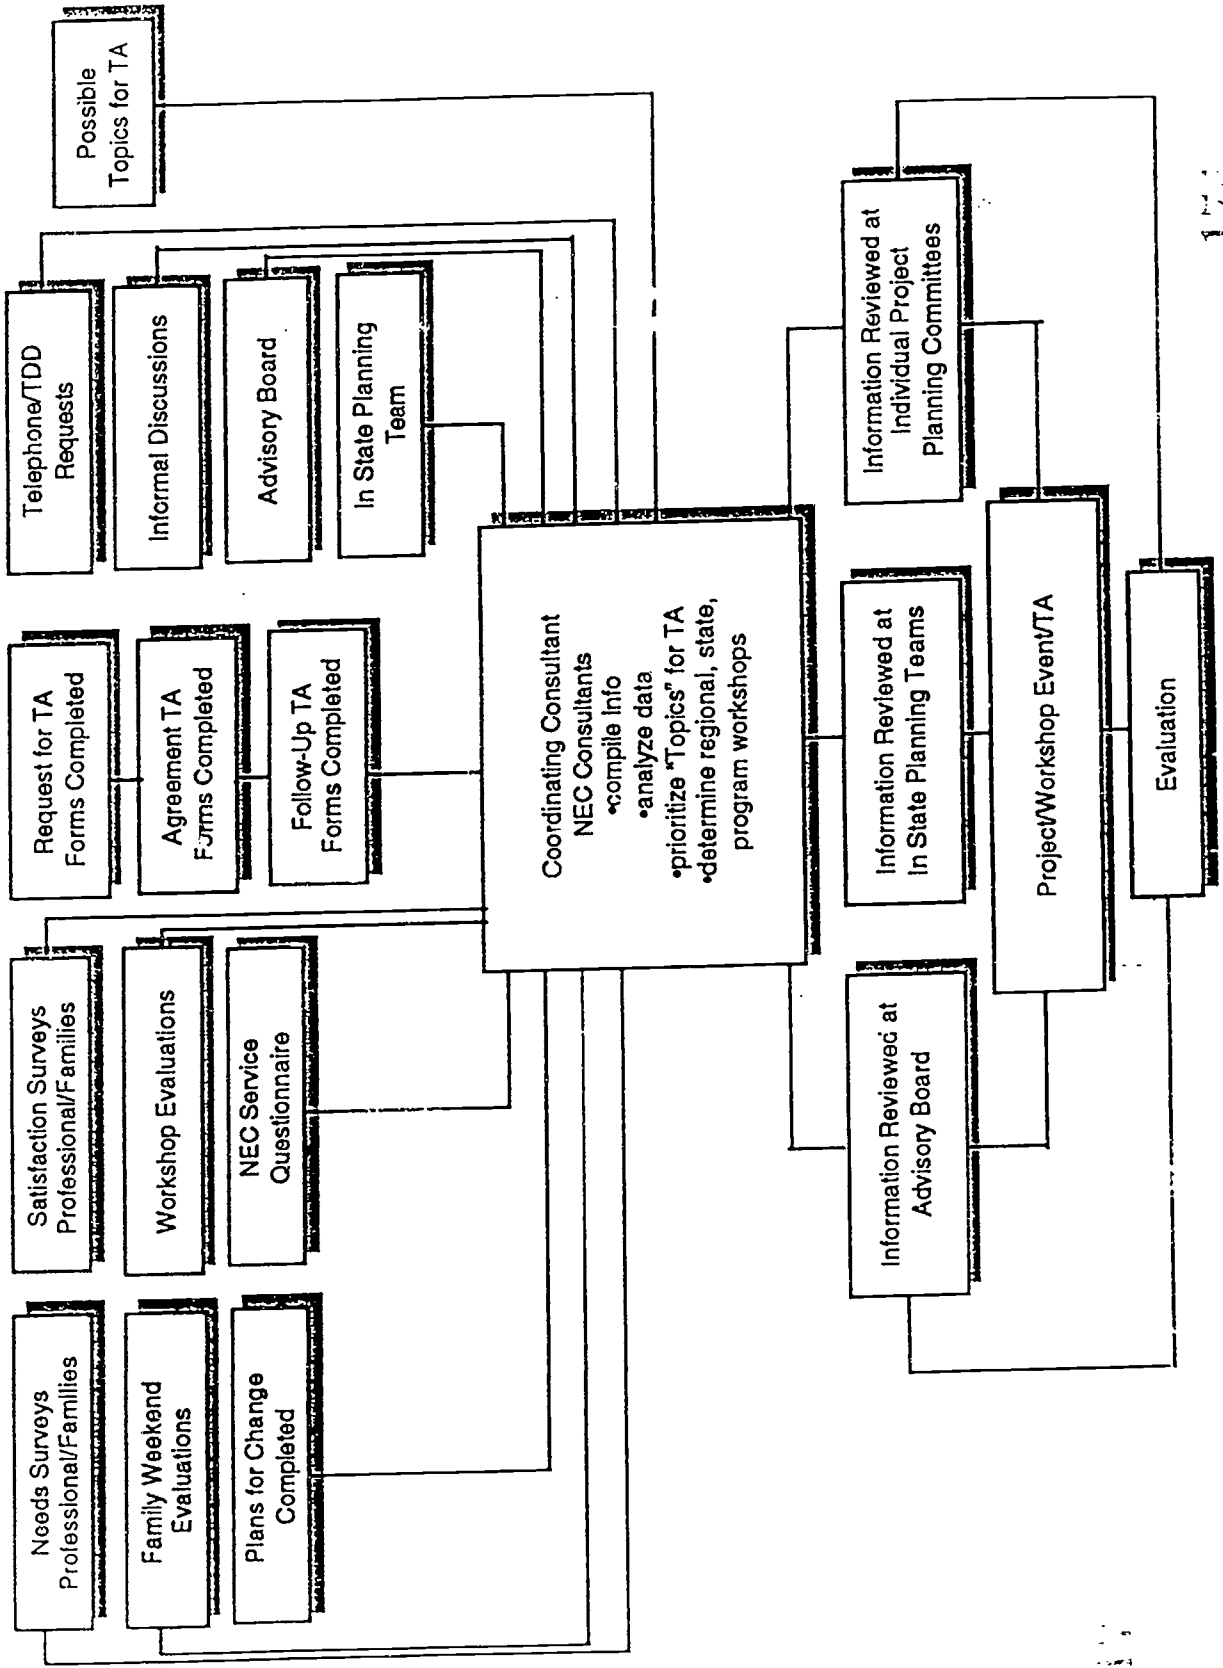 Needs Surveys
Professional/Families
Family Weekend
Evaluations
Plans for Change
Completed
Satisfaction Surveys
Professional/Families
Workshop Evaluations
NEC Service
Questionnaire
Request for TA
Forms Completed
Agreement TA
Forms Completed
Follow-Up TA
Forms Completed
Telephone/TDD
Requests
Informal Discussions
Advisory Board
In State Planning
Team
Possible
Topics for TA
Coordinating Consultant
NEC Consultants
•compile Info
•analyze data
•prioritize "Topics" for TA
•determine regional, state,
program workshops
Information Reviewed at
Advisory Board
Information Reviewed at
In State Planning Teams
Information Reviewed at
Individual Project
Planning Committees
Project/Workshop Event/TA
Evaluation